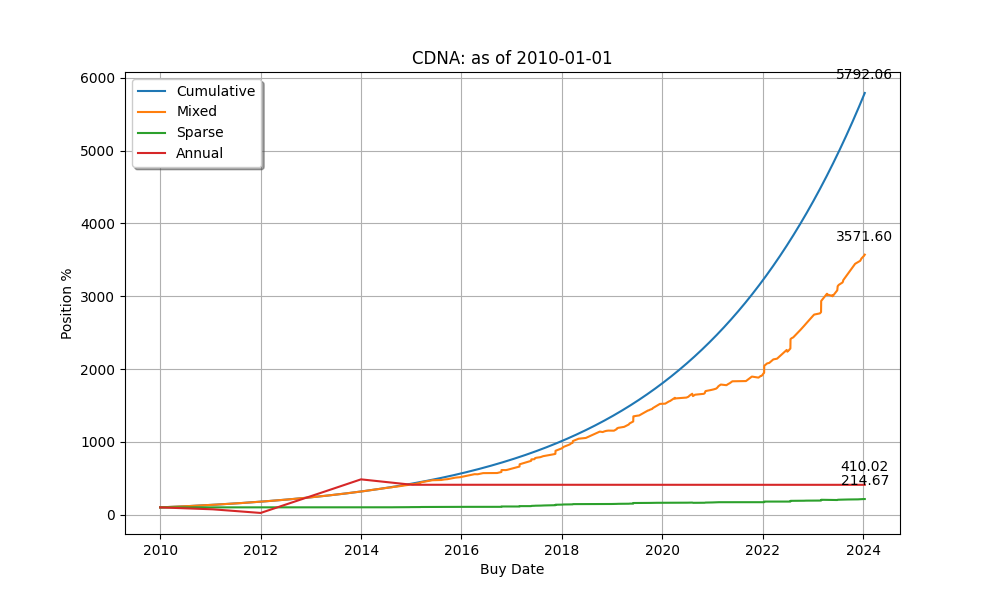 CDNA: as of 2010-01-01
Cumulative
Mixed
Sparse
Annual
5792.06
3571.60
410.02
214.67
6000
5000
4000
3000
2000
1000
0
Position %
2010 2012 2014 2016 2018 2020 2022 2024
Buy Date